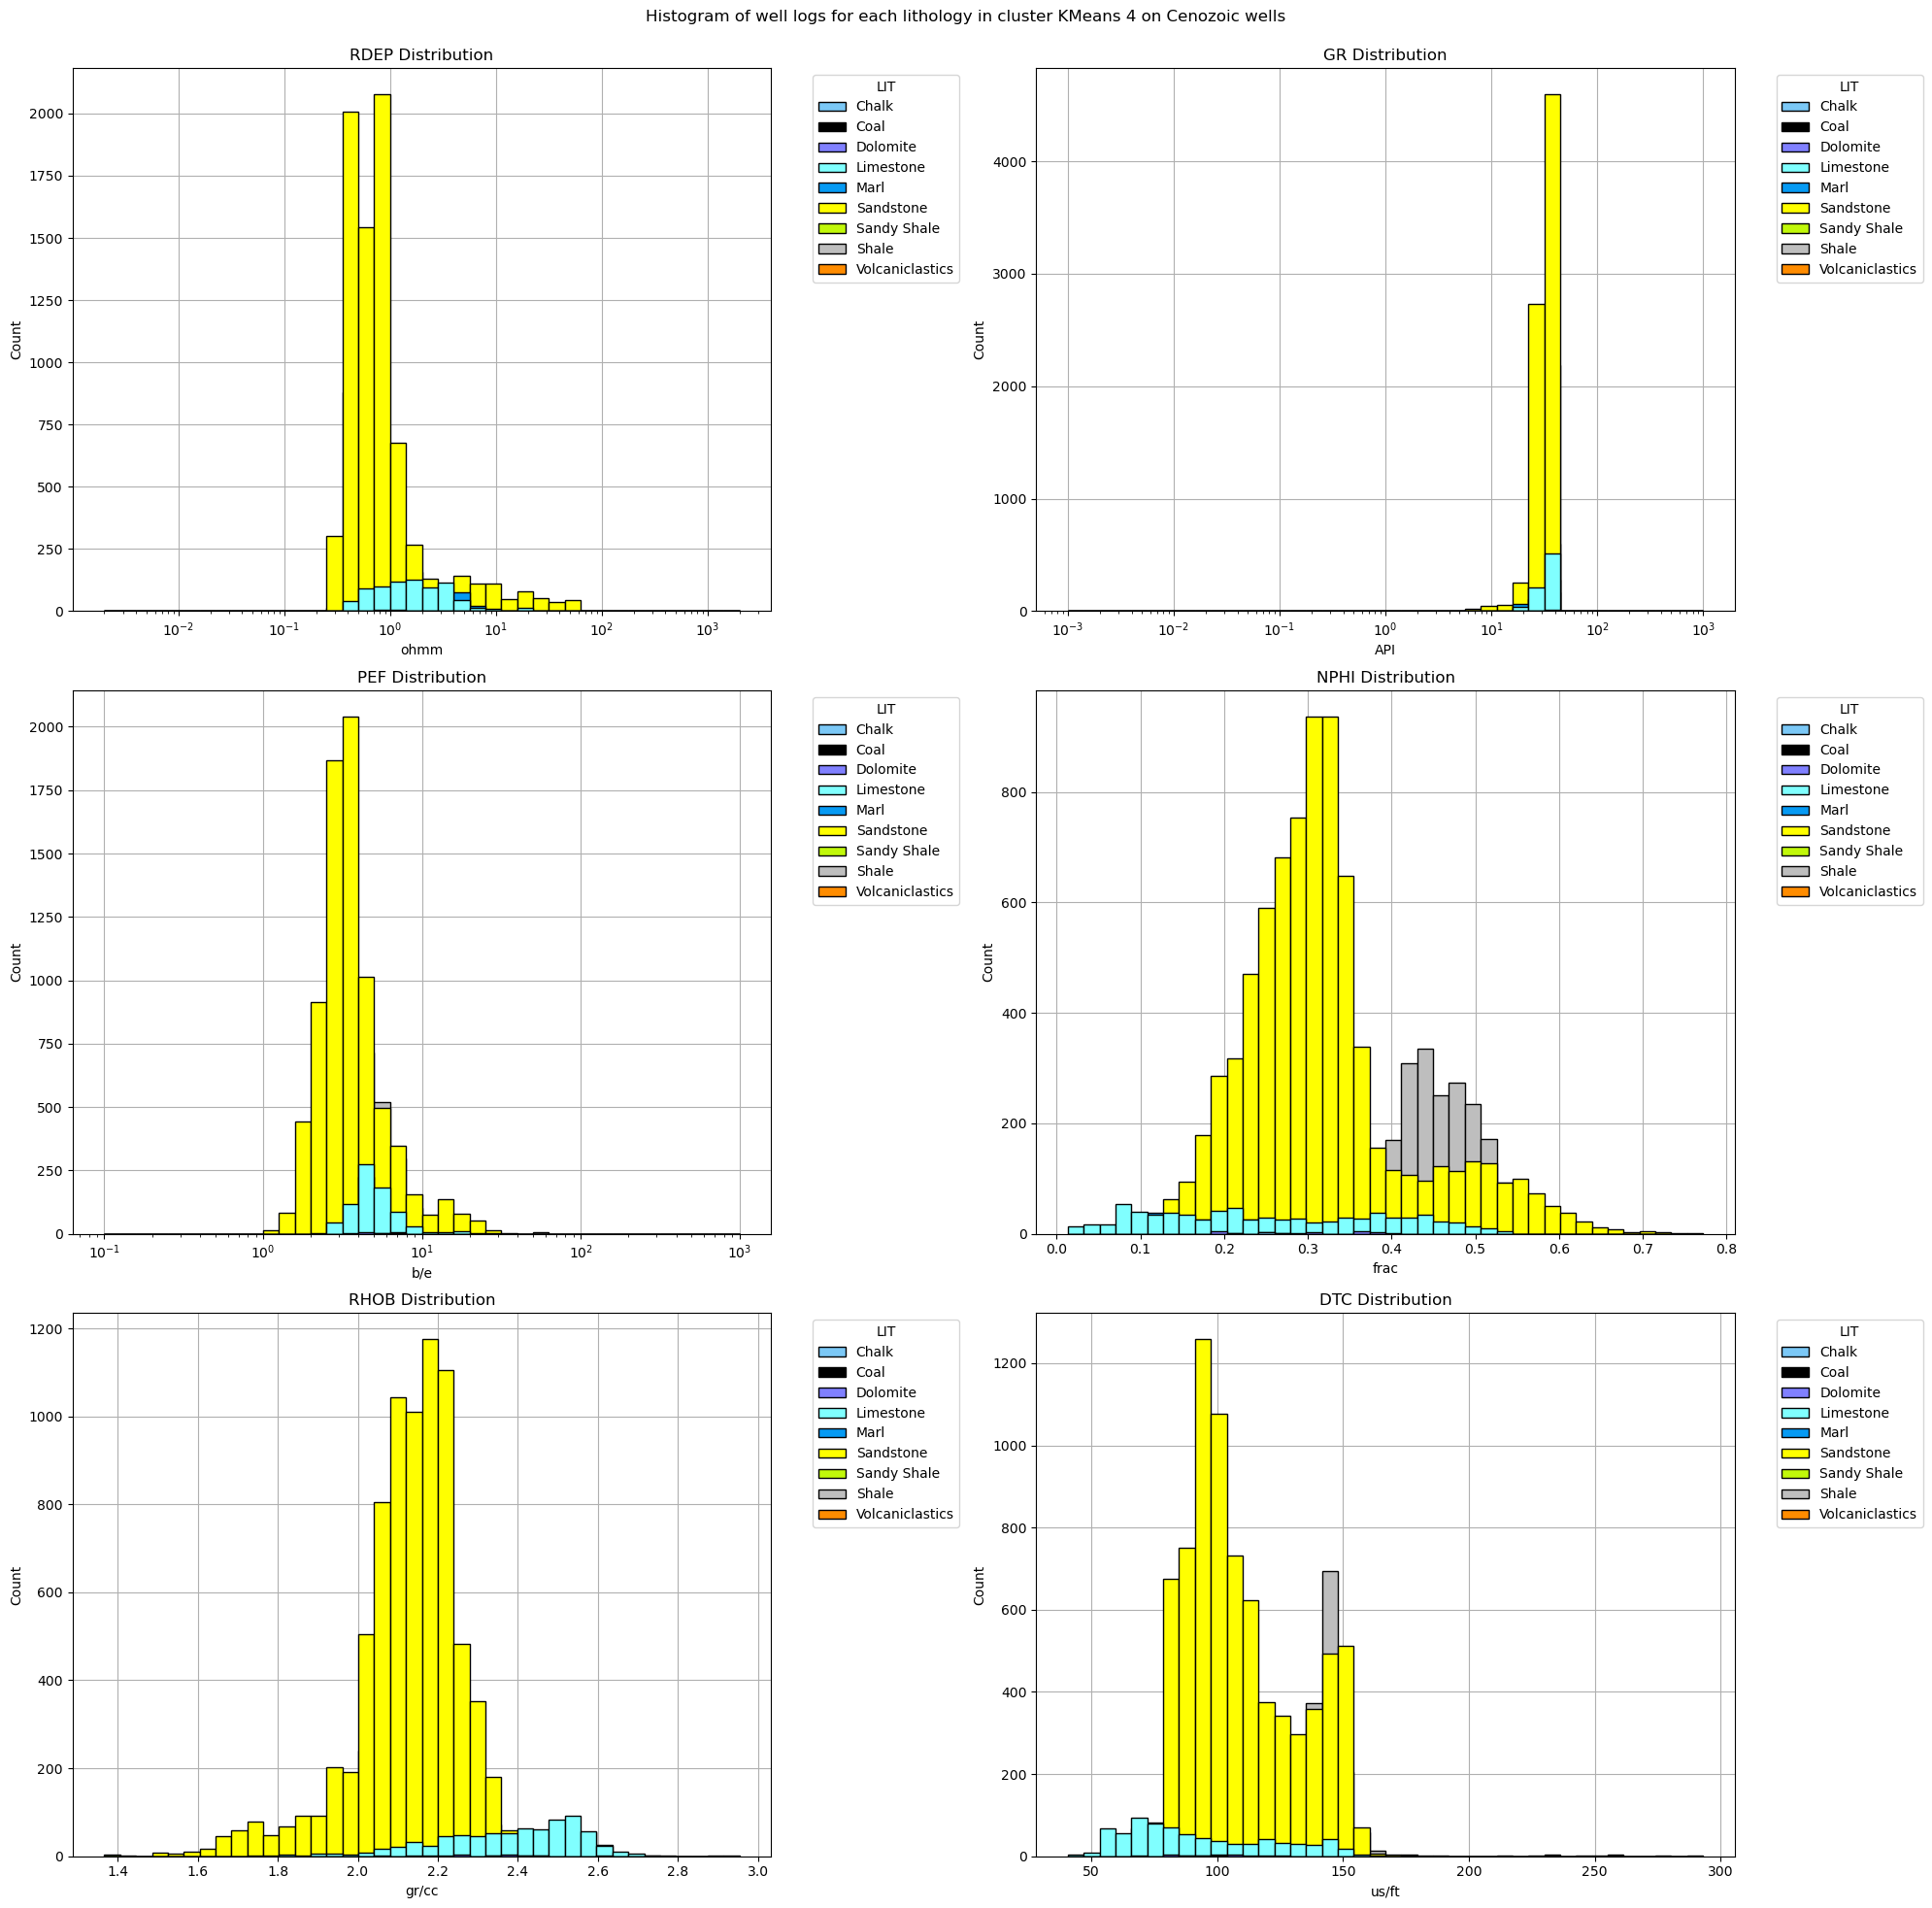 Histogram of well logs for each lithology in cluster KMeans 4 on Cenozoic wells
RDEP Distribution
Count
2000
1750
1500
1250
1000
750
500
250
0
10⁻²
10⁻¹
10⁰
10¹
10²
10³
ohmm
LIT
Chalk
Coal
Dolomite
Limestone
Marl
Sandstone
Sandy Shale
Shale
Volcaniclastics
GR Distribution
Count
4000
3000
2000
1000
0
10⁻³
10⁻²
10⁻¹
10⁰
10¹
10²
10³
API
LIT
Chalk
Coal
Dolomite
Limestone
Marl
Sandstone
Sandy Shale
Shale
Volcaniclastics
PEF Distribution
Count
2000
1750
1500
1250
1000
750
500
250
0
10⁻¹
10⁰
10¹
10²
10³
b/e
LIT
Chalk
Coal
Dolomite
Limestone
Marl
Sandstone
Sandy Shale
Shale
Volcaniclastics
NPHI Distribution
Count
800
600
400
200
0
0.0
0.1
0.2
0.3
0.4
0.5
0.6
0.7
0.8
frac
LIT
Chalk
Coal
Dolomite
Limestone
Marl
Sandstone
Sandy Shale
Shale
Volcaniclastics
RHOB Distribution
Count
1200
1000
800
600
400
200
0
1.4
1.6
1.8
2.0
2.2
2.4
2.6
2.8
3.0
gr/cc
LIT
Chalk
Coal
Dolomite
Limestone
Marl
Sandstone
Sandy Shale
Shale
Volcaniclastics
DTC Distribution
Count
1200
1000
800
600
400
200
0
50
100
150
200
250
300
us/ft
LIT
Chalk
Coal
Dolomite
Limestone
Marl
Sandstone
Sandy Shale
Shale
Volcaniclastics